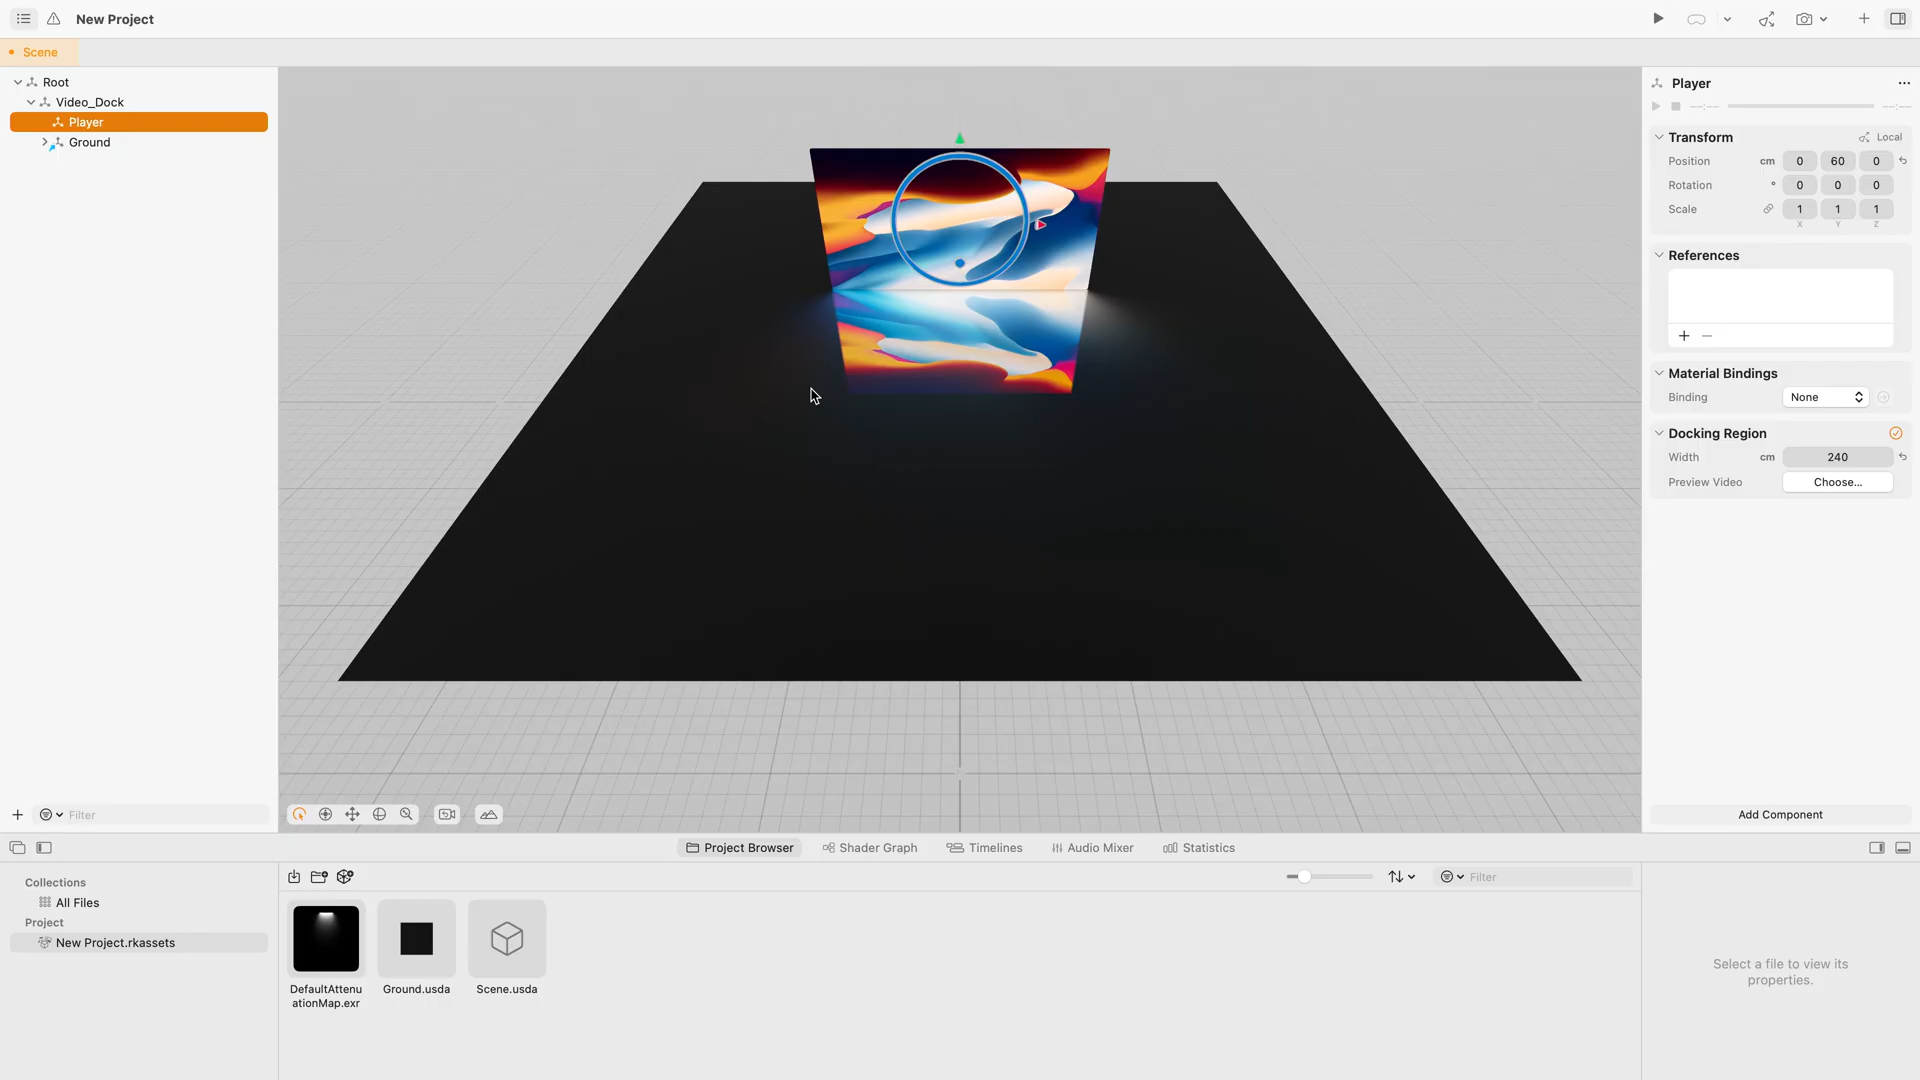 New Project
Scene
Root
Video_Dock
Player
Ground
Filter
Player
--:--
--:--
Transform
Local
Position cm 0 60 0
Rotation ° 0 0 0
Scale 1 1 1
X Y Z
References
Material Bindings
Binding None
Docking Region
Width cm 240
Preview Video Choose...
Add Component
Project Browser
Shader Graph
Timelines
Audio Mixer
Statistics
Collections
All Files
Project
New Project.rkassets
Filter
DefaultAttenu
ationMap.exr
Ground.usda
Scene.usda
Select a file to view its
properties.